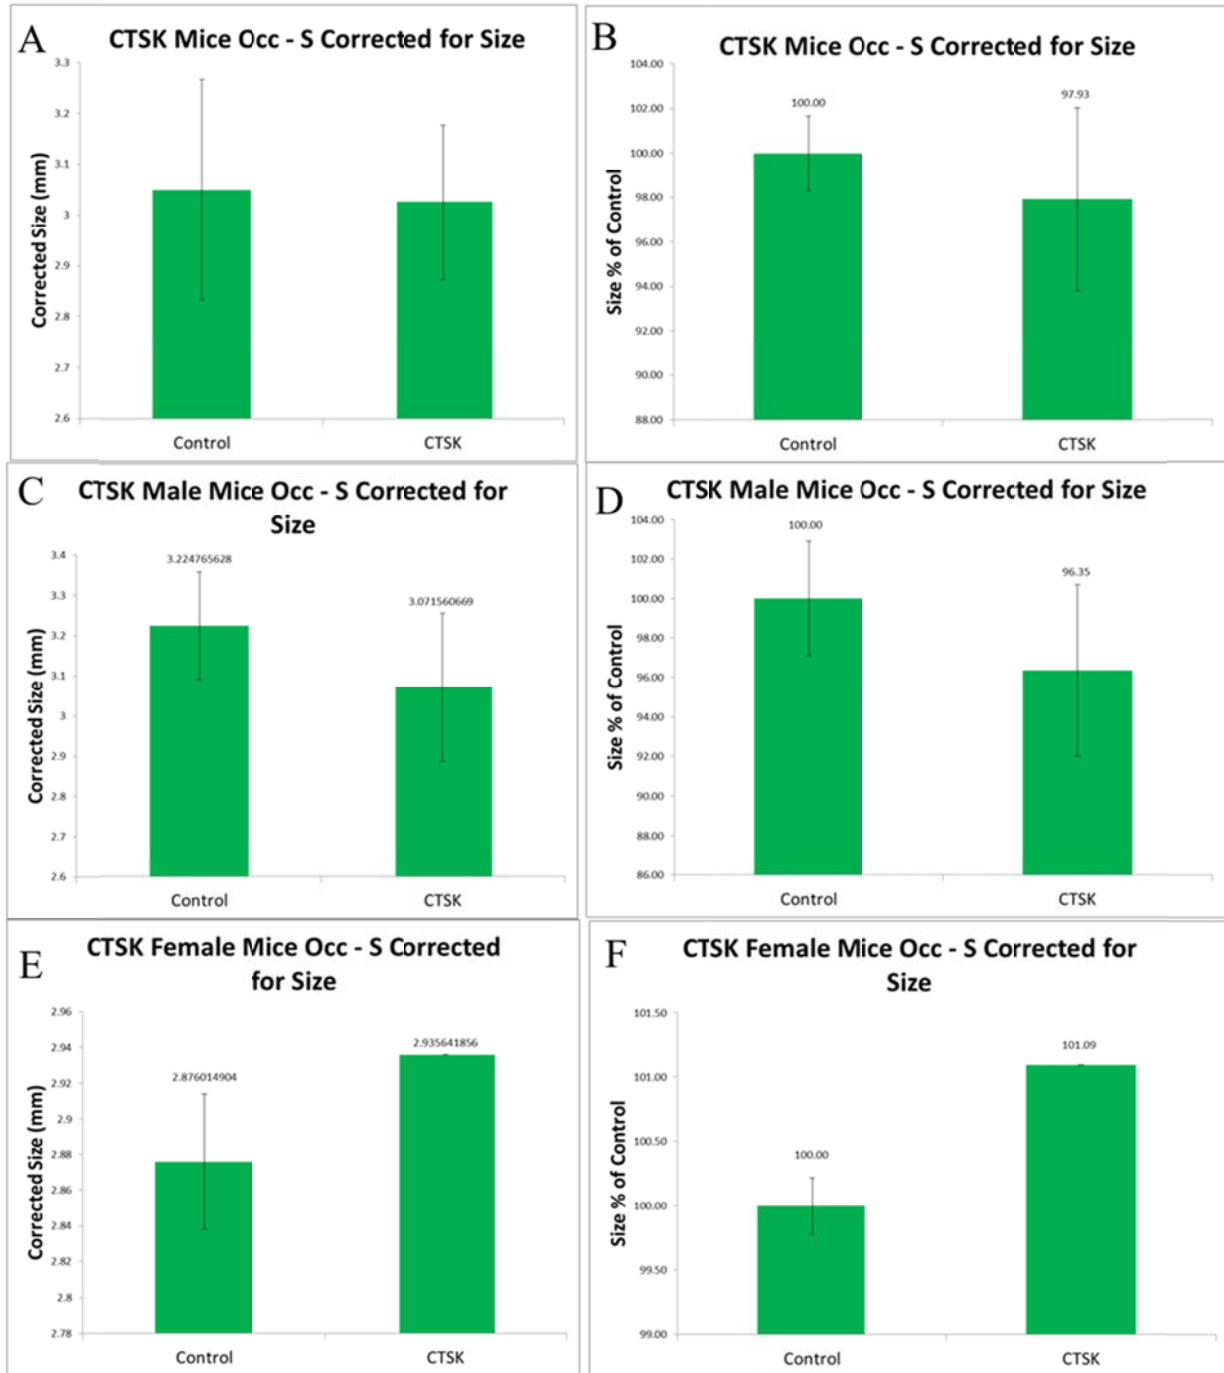 A
CTSK Mice Occ - S Corrected for Size
3.3
3.2
3.1
3
2.9
2.8
2.7
2.6
Corrected Size (mm)
Control
CTSK
B
CTSK Mice Occ - S Corrected for Size
104.00
102.00
100.00
98.00
96.00
94.00
92.00
90.00
88.00
Size % of Control
100.00
97.93
Control
CTSK
C
CTSK Male Mice Occ - S Corrected for
Size
3.4
3.3
3.2
3.1
3
2.9
2.8
2.7
2.6
Corrected Size (mm)
3.224765628
3.071560669
Control
CTSK
D
CTSK Male Mice Occ - S Corrected for Size
104.00
102.00
100.00
98.00
96.00
94.00
92.00
90.00
88.00
86.00
Size % of Control
100.00
96.35
Control
CTSK
E
CTSK Female Mice Occ - S Corrected
for Size
2.96
2.94
2.92
2.9
2.88
2.86
2.84
2.82
2.8
2.78
Corrected Size (mm)
2.876014904
2.935641856
Control
CTSK
F
CTSK Female Mice Occ - S Corrected for
Size
101.50
101.00
100.50
100.00
99.50
99.00
Size % of Control
100.00
101.09
Control
CTSK